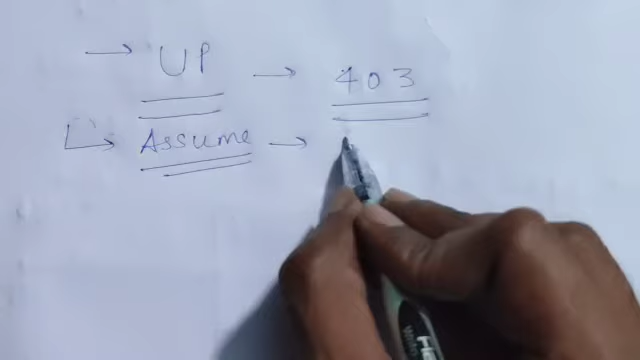 → UP → 403
→ Assume →